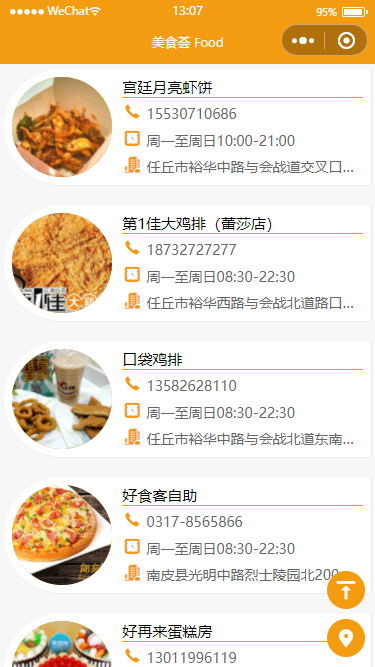 WeChat
13:07
95%
美食荟 Food
宫廷月亮虾饼
15530710686
周一至周日10:00-21:00
任丘市裕华中路与会战道交叉口...
第1佳大鸡排（蕾莎店）
18732727277
周一至周日08:30-22:30
任丘市裕华西路与会战北道路口...
口袋鸡排
13582628110
周一至周日08:30-22:30
任丘市裕华中路与会战北道东南...
好食客自助
0317-8565866
周一至周日08:30-22:30
南皮县光明中路烈士陵园北200
好再来蛋糕房
13011996119